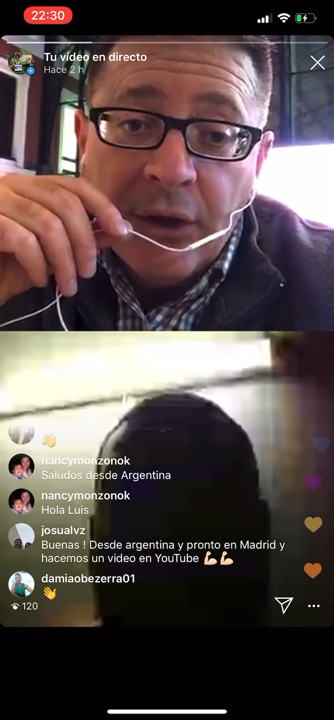 22:30
Tu vídeo en directo
Hace 2 h
nancymonzonok
Saludos desde Argentina
nancymonzonok
Hola Luis
josualvz
Buenas ! Desde argentina y pronto en Madrid y
hacemos un video en YouTube 💪🏻💪🏻
damiaobezerra01
👋
120